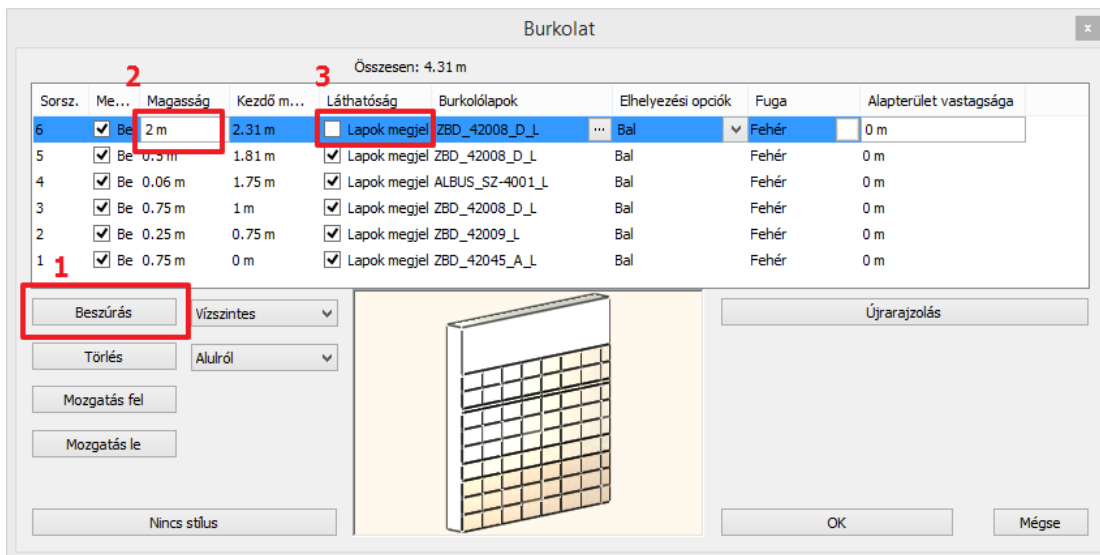 Burkolat
x
Összesen: 4.31 m
2
3
Sorsz. Me... Magasság Kezdő m... Láthatóság Burkolólapok Elhelyezési opciók Fuga Alapterület vastagsága
6 Be 2 m 2.31 m Lapok megjel ZBD_42008_D_L ... Bal Fehér 0 m
5 Be 0.5 m 1.81 m Lapok megjel ZBD_42008_D_L Bal Fehér 0 m
4 Be 0.06 m 1.75 m Lapok megjel ALBUS_SZ-4001_L Bal Fehér 0 m
3 Be 0.75 m 1 m Lapok megjel ZBD_42008_D_L Bal Fehér 0 m
2 Be 0.25 m 0.75 m Lapok megjel ZBD_42009_L Bal Fehér 0 m
1 Be 0.75 m 0 m Lapok megjel ZBD_42045_A_L Bal Fehér 0 m
1
Beszúrás Vízszintes Újrarajzolás
Törlés Alulról
Mozgatás fel
Mozgatás le
Nincs stílus OK Mégse